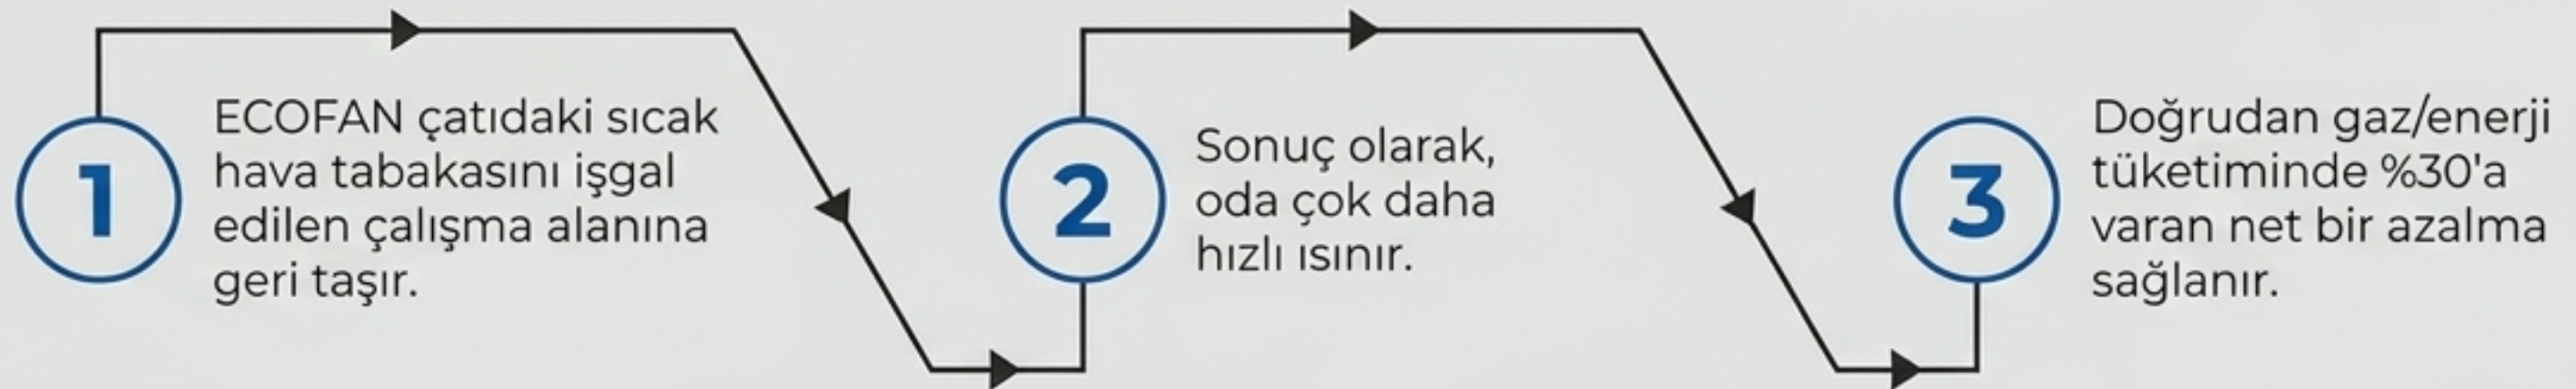 1
ECOFAN çatıdaki sıcak
hava tabakasını işgal
edilen çalışma alanına
geri taşır.
2
Sonuç olarak,
oda çok daha
hızlı ısınır.
3
Doğrudan gaz/enerji
tüketiminde %30'a
varan net bir azalma
sağlanır.